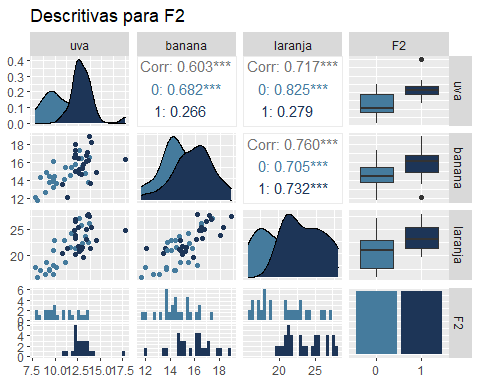 Descritivas para F2
uva banana laranja F2
0.4
0.3
0.2
0.1
0.0
Corr: 0.603***
0: 0.682***
1: 0.266
Corr: 0.717***
0: 0.825***
1: 0.279
uva
18
16
14
12
Corr: 0.760***
0: 0.705***
1: 0.732***
banana
25
20
laranja
6
4
2
0
6
4
2
0
F2
7.5 10.0 12.5 15.0 17.5 12 14 16 18 20 25 0 1